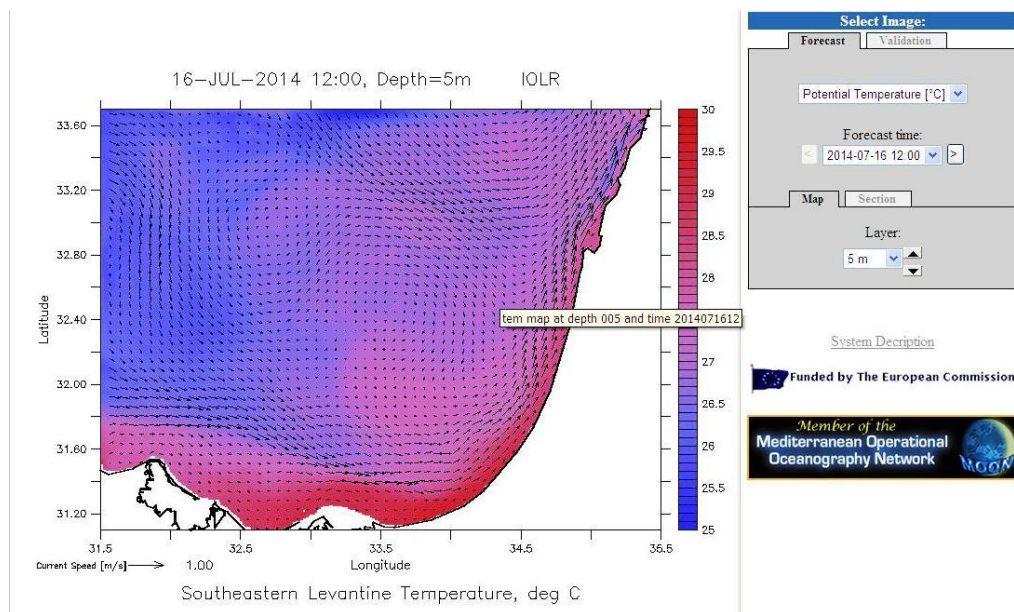 Select Image:
Forecast Validation
16-JUL-2014 12:00, Depth=5m IOLR
Potential Temperature [°C]
Forecast time:
< 2014-07-16 12:00 >
Map Section
Layer:
5 m
33.60
33.20
32.80
32.40
32.00
31.60
31.20
Latitude
30
29.5
29
28.5
28
27
26.5
26
25.5
25
tem map at depth 005 and time 2014071612
31.5 32.5 33.5 34.5 35.5
Longitude
Current Speed [m/s] 1.00
Southeastern Levantine Temperature, deg C
System Decription
Funded by The European Commission
Member of the
Mediterranean Operational
Oceanography Network
MOON